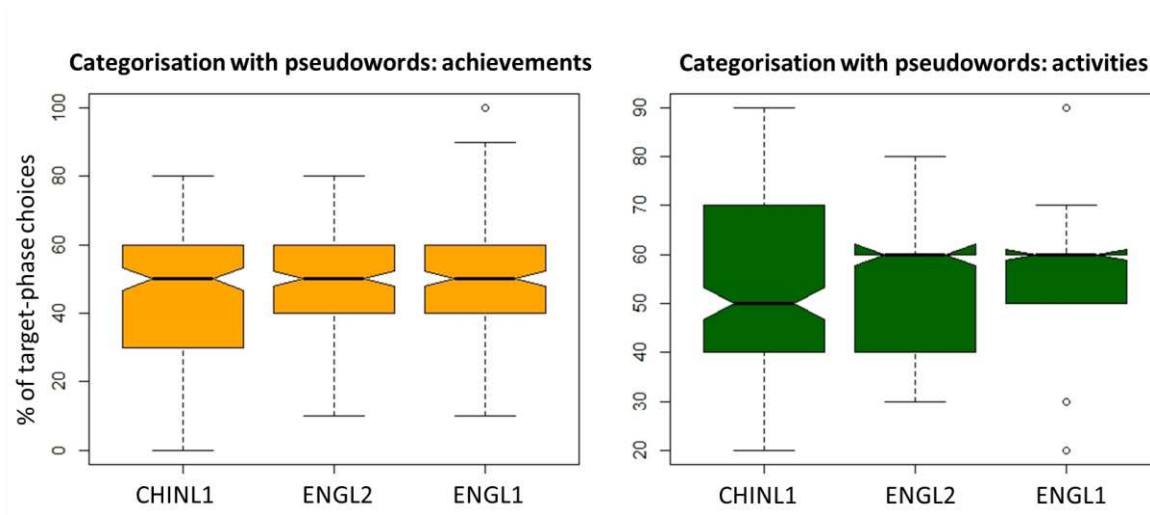 Categorisation with pseudowords: achievements
% of target-phase choices
100
80
60
40
20
0
CHINL1 ENGL2 ENGL1
Categorisation with pseudowords: activities
90
80
70
60
50
40
30
20
CHINL1 ENGL2 ENGL1